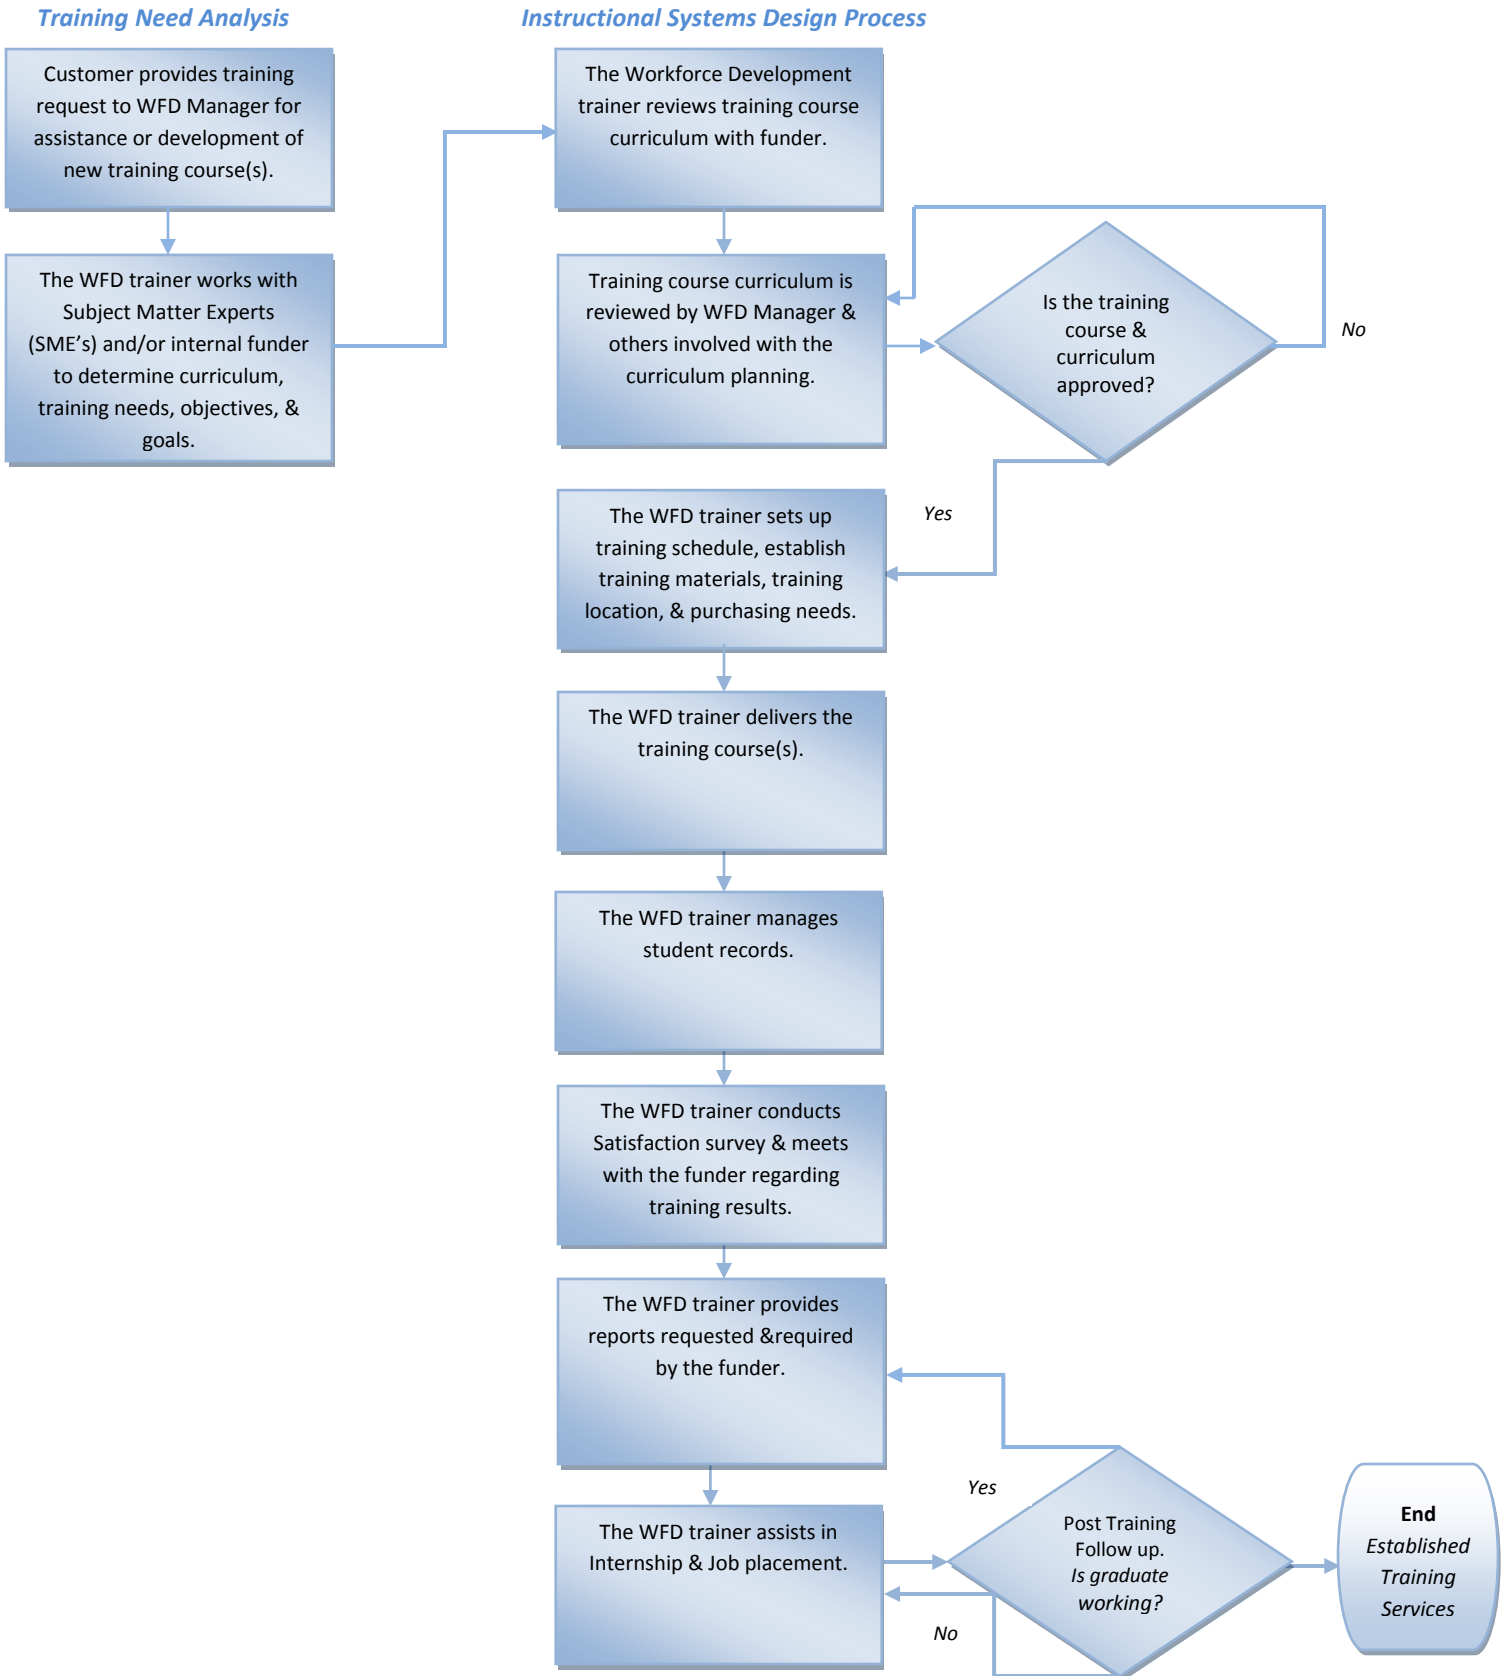 Training Need Analysis
Customer provides training
request to WFD Manager for
assistance or development of
new training course(s).
The WFD trainer works with
Subject Matter Experts
(SME's) and/or internal funder
to determine curriculum,
training needs, objectives, &
goals.
Instructional Systems Design Process
The Workforce Development
trainer reviews training course
curriculum with funder.
Training course curriculum is
reviewed by WFD Manager &
others involved with the
curriculum planning.
Is the training
course &
curriculum
approved?
No
Yes
The WFD trainer sets up
training schedule, establish
training materials, training
location, & purchasing needs.
The WFD trainer delivers the
training course(s).
The WFD trainer manages
student records.
The WFD trainer conducts
Satisfaction survey & meets
with the funder regarding
training results.
The WFD trainer provides
reports requested &required
by the funder.
The WFD trainer assists in
Internship & Job placement.
Yes
Post Training
Follow up.
Is graduate
working?
No
End
Established
Training
Services